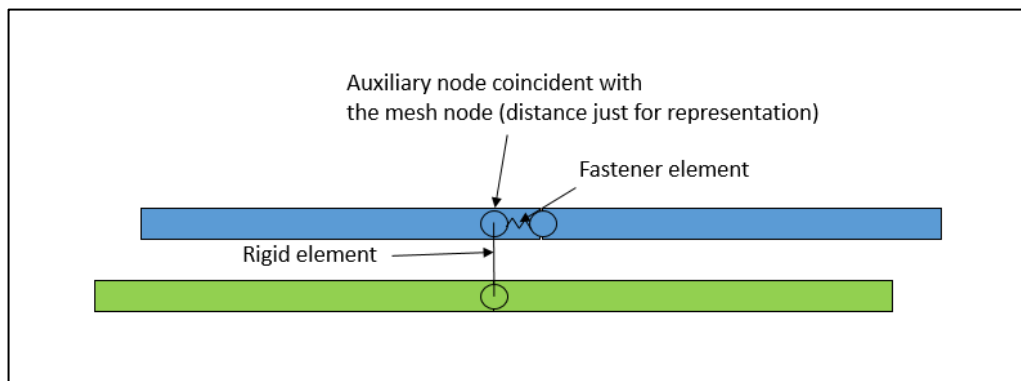 Auxiliary node coincident with
the mesh node (distance just for representation)
Fastener element
Rigid element